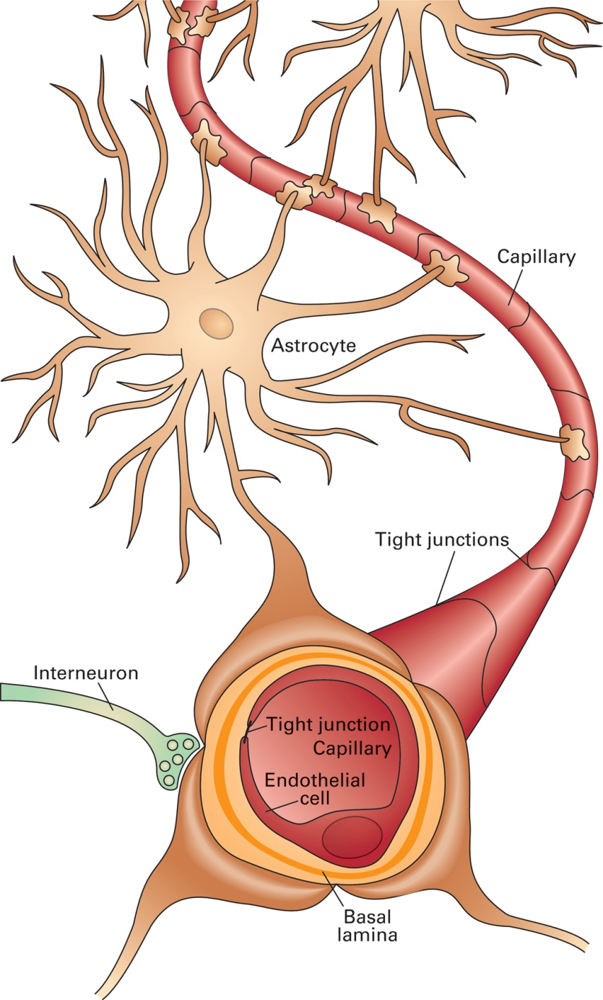 Capillary
Astrocyte
Tight junctions
Interneuron
Tight junction
Capillary
Endothelial
cell
Basal
lamina